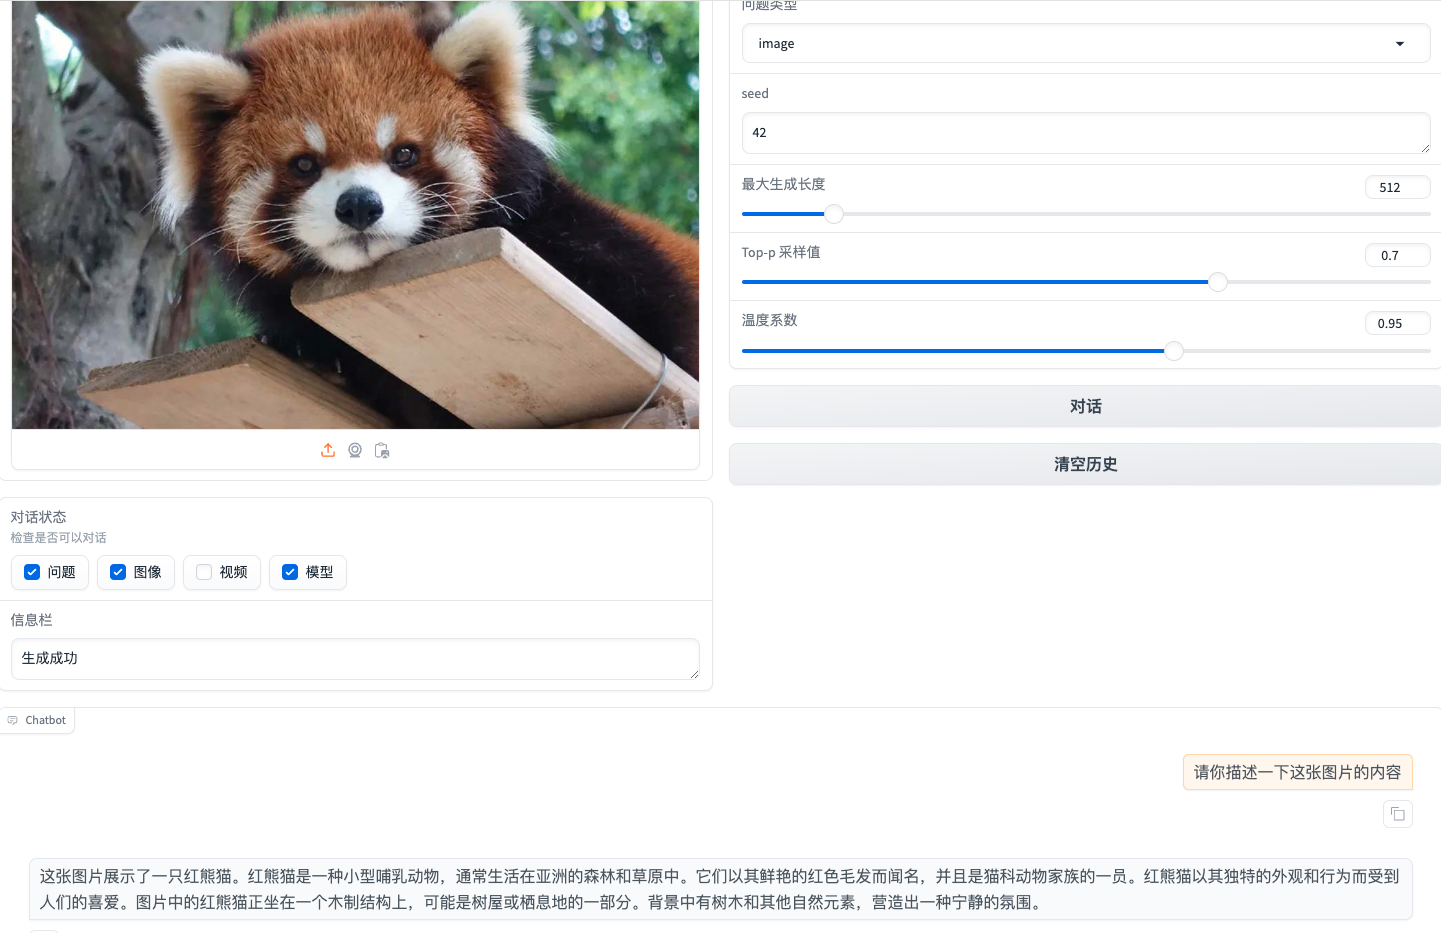 问题类型
image
seed
42
最大生成长度
512
Top-p 采样值
0.7
温度系数
0.95
对话
清空历史
对话状态
检查是否可以对话
问题
图像
视频
模型
信息栏
生成成功
Chatbot
请你描述一下这张图片的内容
这张图片展示了一只红熊猫。红熊猫是一种小型哺乳动物，通常生活在亚洲的森林和草原中。它们以其鲜艳的红色毛发而闻名，并且是猫科动物家族的一员。红熊猫以其独特的外观和行为而受到
人们的喜爱。图片中的红熊猫正坐在一个木制结构上，可能是树屋或栖息地的一部分。背景中有树木和其他自然元素，营造出一种宁静的氛围。